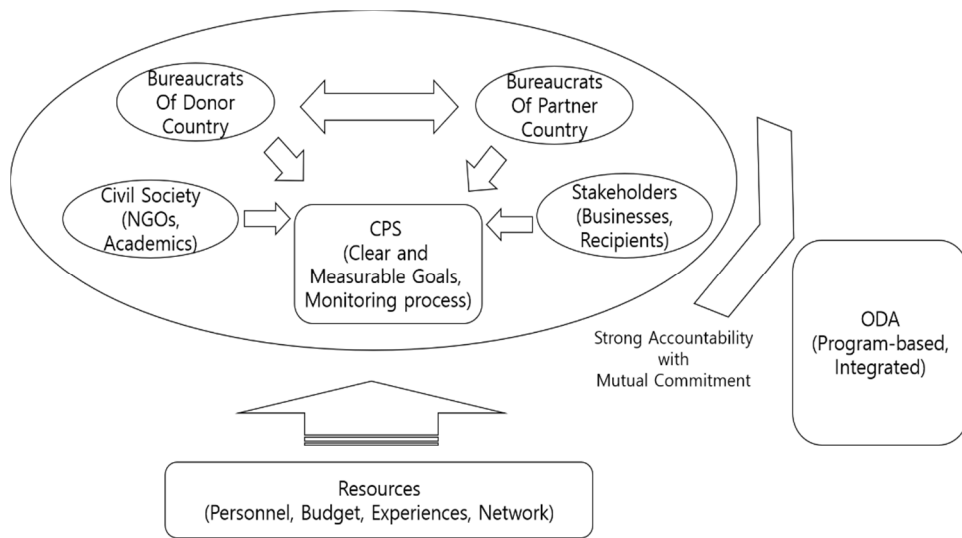 Bureaucrats
Of Donor
Country
Bureaucrats
Of Partner
Country
Civil Society
(NGOs,
Academics)
CPS
(Clear and
Measurable Goals,
Monitoring process)
Stakeholders
(Businesses,
Recipients)
Strong Accountability
with
Mutual Commitment
ODA
(Program-based,
Integrated)
Resources
(Personnel, Budget, Experiences, Network)